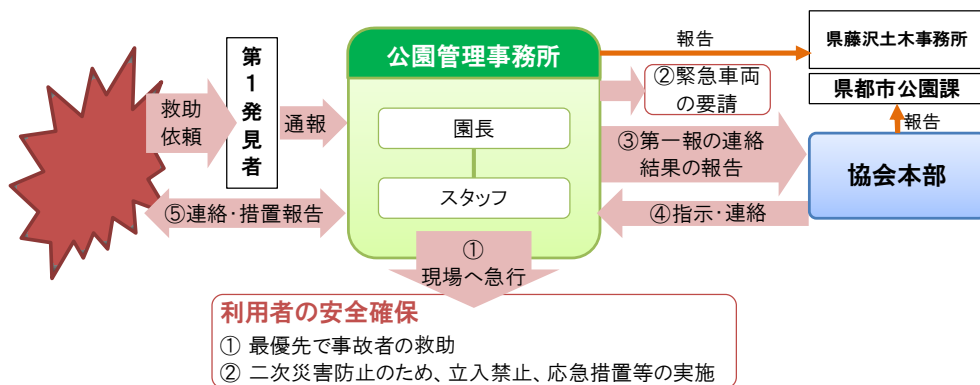 救助
依頼
第
1
発
見
者
通報
⑤連絡・措置報告
公園管理事務所
園長
スタッフ
①
現場へ急行
報告
②緊急車両
の要請
③第一報の連絡
結果の報告
④指示・連絡
県藤沢土木事務所
県都市公園課
報告
協会本部
利用者の安全確保
① 最優先で事故者の救助
② 二次災害防止のため、立入禁止、応急措置等の実施